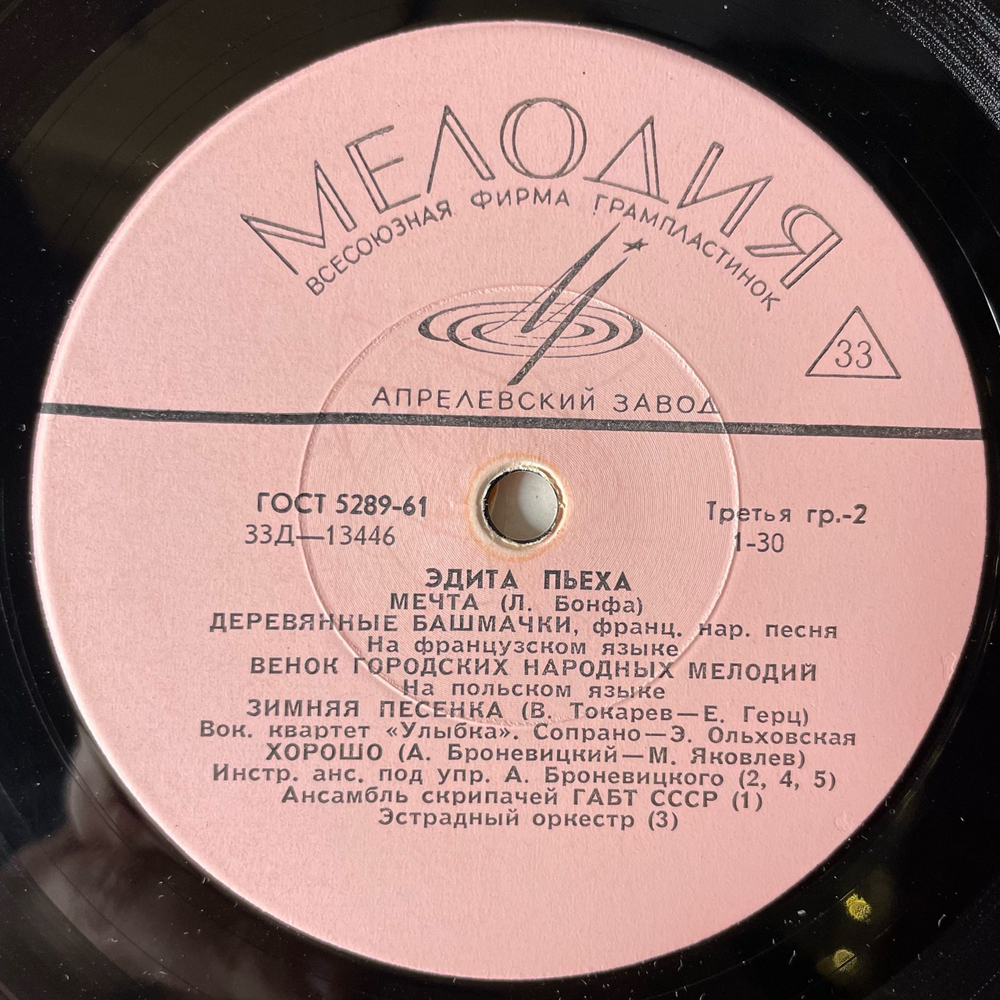 МЕЛОДИЯ
ВСЕСОЮЗНАЯ ФИРМА ГРАМПЛАСТИНОК
33
АПРЕЛЕВСКИЙ ЗАВОД
ГОСТ 5289-61
Третья гр.-2
33Д—13446
1-30
ЭДИТА ПЬЕХА
МЕЧТА (Л. Бонфа)
ДЕРЕВЯННЫЕ БАШМАЧКИ, франц. нар. песня
На французском языке
ВЕНОК ГОРОДСКИХ НАРОДНЫХ МЕЛОДИЙ
На польском языке
ЗИМНЯЯ ПЕСЕНКА (В. Токарев—Е. Герц)
Вок. квартет «Улыбка». Сопрано—Э. Ольховская
ХОРОШО (А. Броневицкий—М. Яковлев)
Инстр. анс. под упр. А. Броневицкого (2, 4, 5)
Ансамбль скрипачей ГАБТ СССР (1)
Эстрадный оркестр (3)